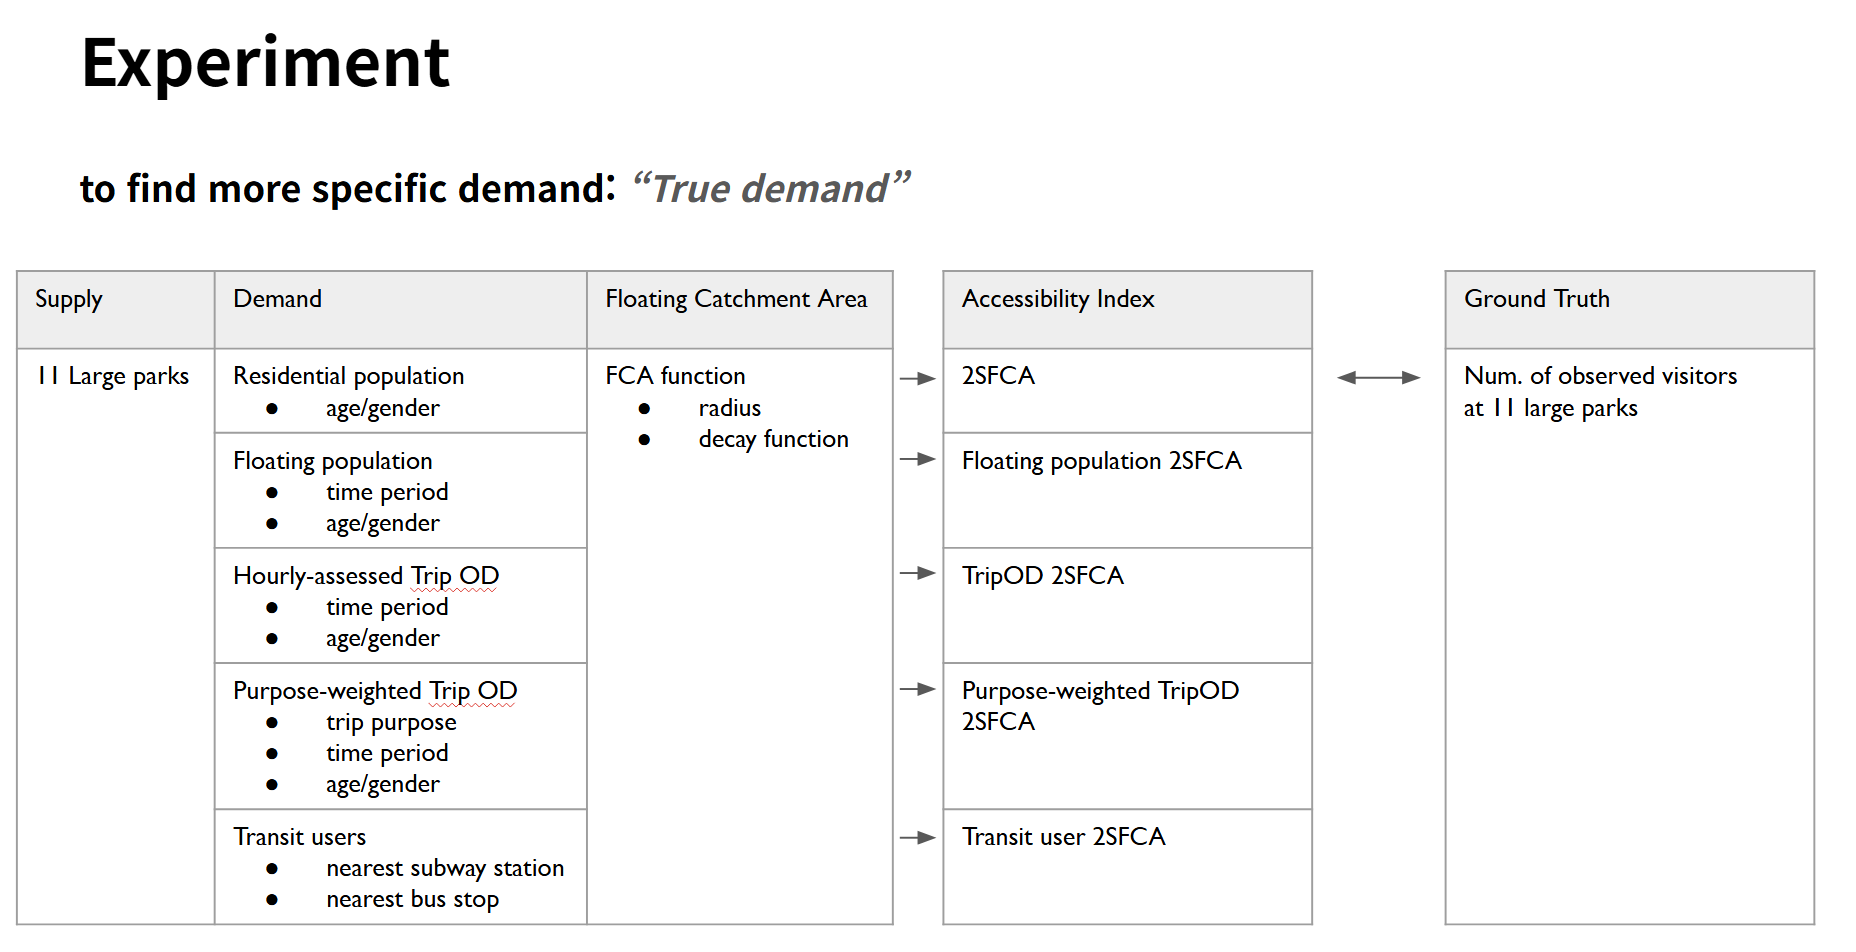 Experiment
to find more specific demand: “True demand”
Supply
Demand
Floating Catchment Area
Accessibility Index
Ground Truth
11 Large parks
Residential population
● age/gender
Floating population
● time period
● age/gender
Hourly-assessed Trip OD
● time period
● age/gender
Purpose-weighted Trip OD
● trip purpose
● time period
● age/gender
Transit users
● nearest subway station
● nearest bus stop
FCA function
● radius
● decay function
2SFCA
Floating population 2SFCA
TripOD 2SFCA
Purpose-weighted TripOD
2SFCA
Transit user 2SFCA
Num. of observed visitors
at 11 large parks